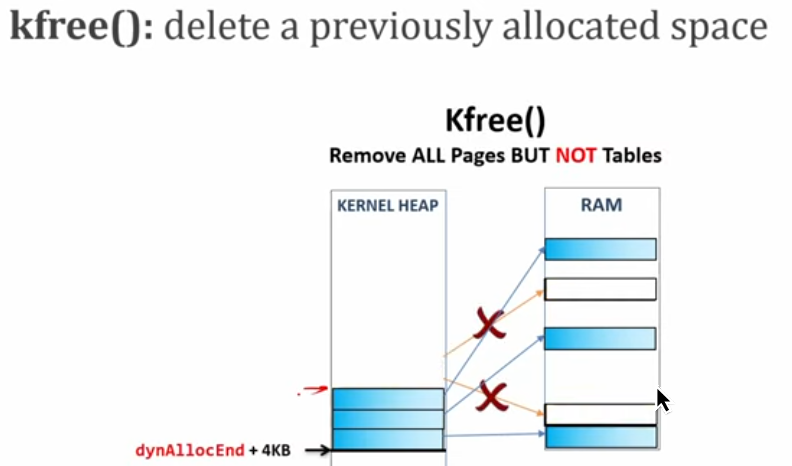 kfree(): delete a previously allocated space
Kfree()
Remove ALL Pages BUT NOT Tables
KERNEL HEAP
RAM
dynAllocEnd + 4KB